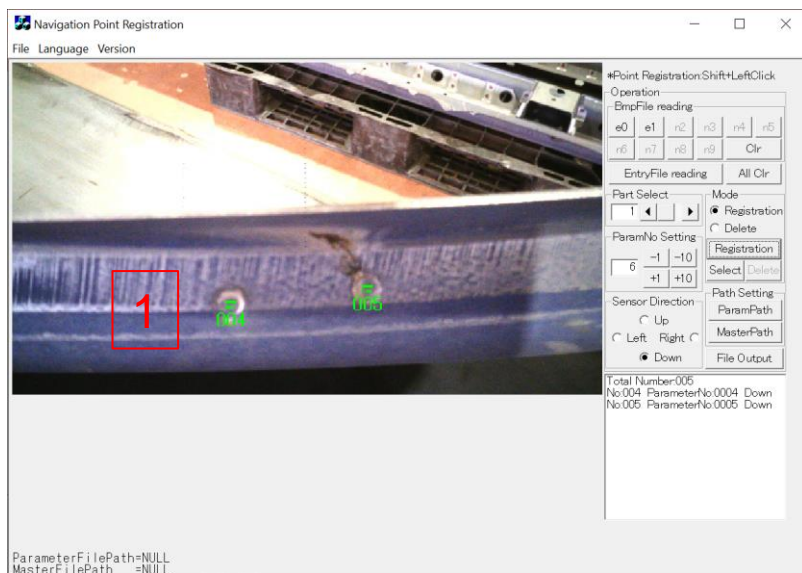 Navigation Point Registration
File Language Version
*Point Registration:Shift+LeftClick
Operation
BmpFile reading
e0 e1 n2 n3 n4 n5
n6 n7 n8 n9 Clr
EntryFile reading All Clr
Part Select
1
Mode
Registration
Delete
ParamNo Setting
6
-1 -10
+1 +10
Registration
Select Delete
Sensor Direction
Up
Left Right
Down
Path Setting
ParamPath
MasterPath
File Output
1
004
005
Total Number:005
No:004 ParameterNo:0004 Down
No:005 ParameterNo:0005 Down
ParameterFilePath=NULL
MasterFilePath =NULL